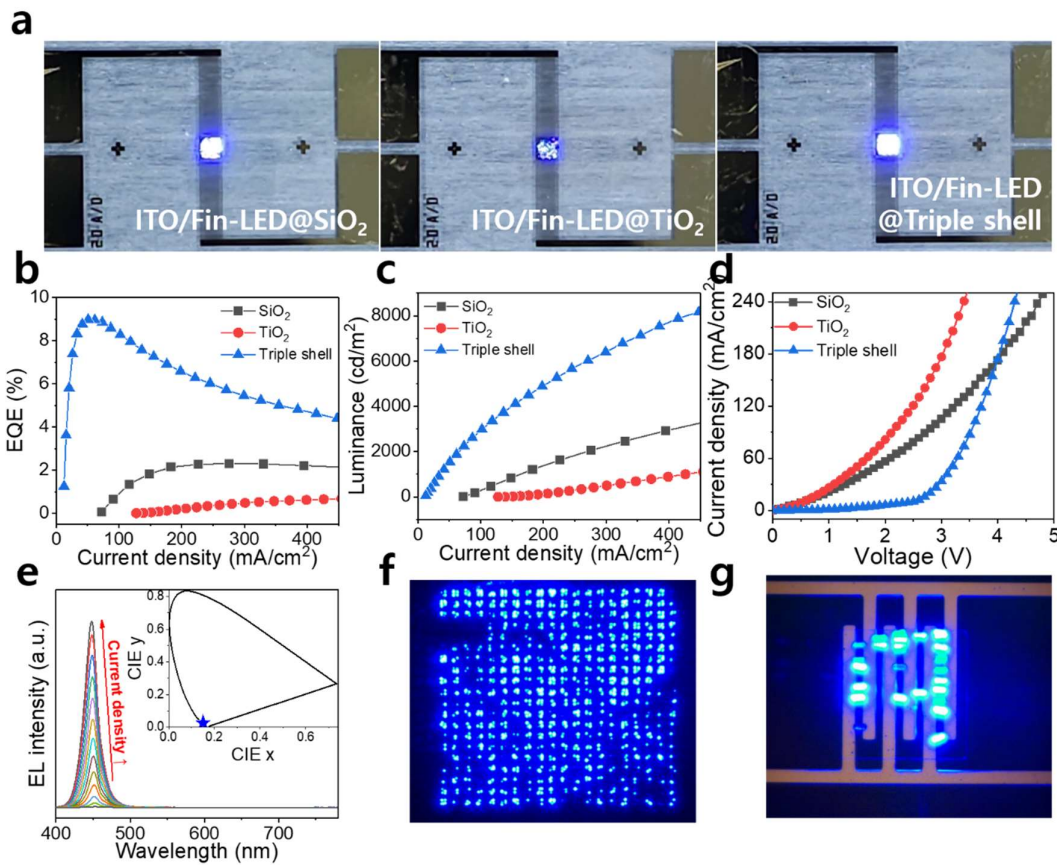 a
20 A/D
ITO/Fin-LED@SiO₂
20 A/D
ITO/Fin-LED@TiO₂
20 A/D
ITO/Fin-LED
@Triple shell
b
10
8
6
4
2
0
EQE (%)
SiO₂
TiO₂
Triple shell
0 100 200 300 400
Current density (mA/cm²)
c
8000
6000
4000
2000
0
Luminance (cd/m²)
SiO₂
TiO₂
Triple shell
0 100 200 300 400
Current density (mA/cm²)
d
240
180
120
60
0
Current density (mA/cm²)
SiO₂
TiO₂
Triple shell
0 1 2 3 4 5
Voltage (V)
e
EL intensity (a.u.)
Current density ↑
0.8
0.6
0.4
0.2
0.0
CIE y
0.0 0.2 0.4 0.6
CIE x
400 500 600 700
Wavelength (nm)
f
g